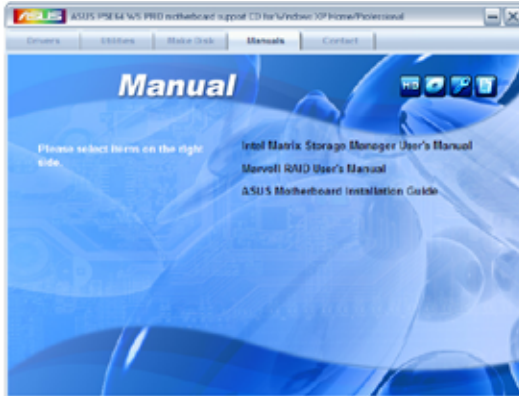 ASUS ASUS P5E64 WS PRO motherboard support CD for Windows XP Home/Professional
Drivers Utilities Make Disk Manuals Contact
Manual
Please select items on the right
side.
Intel Matrix Storage Manager User's Manual
Marvell RAID User's Manual
ASUS Motherboard Installation Guide